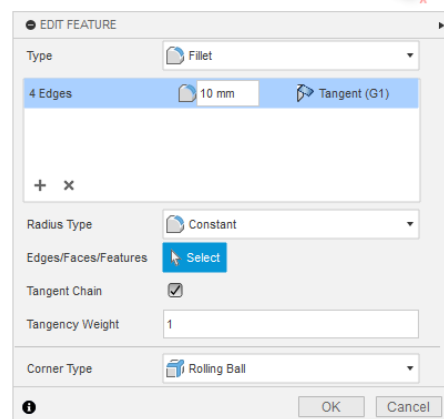 EDIT FEATURE
Type Fillet
4 Edges 10 mm Tangent (G1)
Radius Type Constant
Edges/Faces/Features Select
Tangent Chain
Tangency Weight 1
Corner Type Rolling Ball
OK Cancel